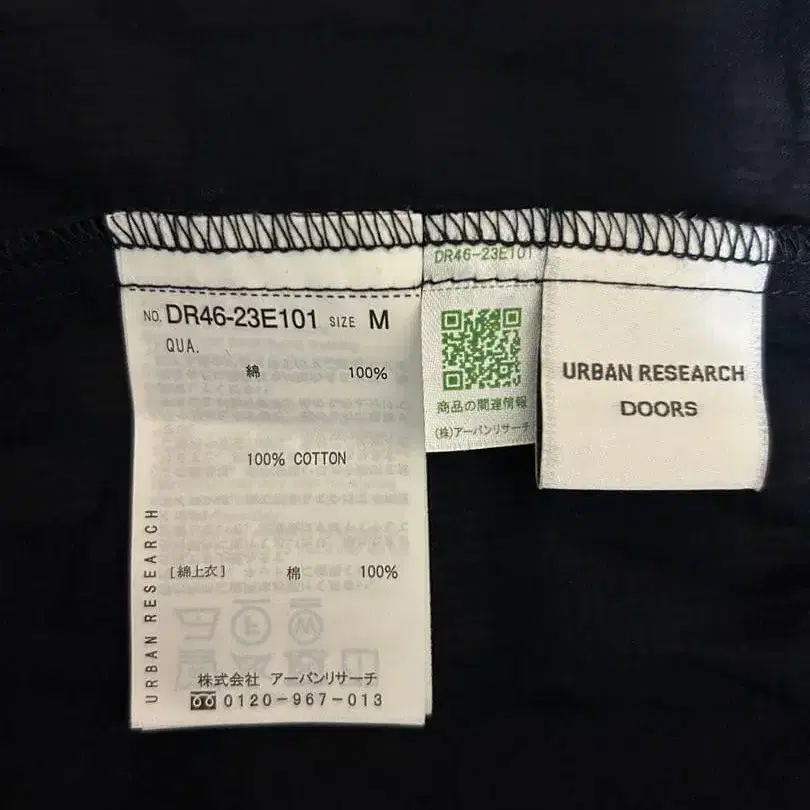 NO. DR46-23E101 SIZE M
QUA.
綿 100%
100% COTTON
[綿上衣] 棉 100%
URBAN RESEARCH
株式会社 アーバンリサーチ
0120-967-013
DR46-23E101
商品の関連情報
(株)アーバンリサーチ
URBAN RESEARCH
DOORS